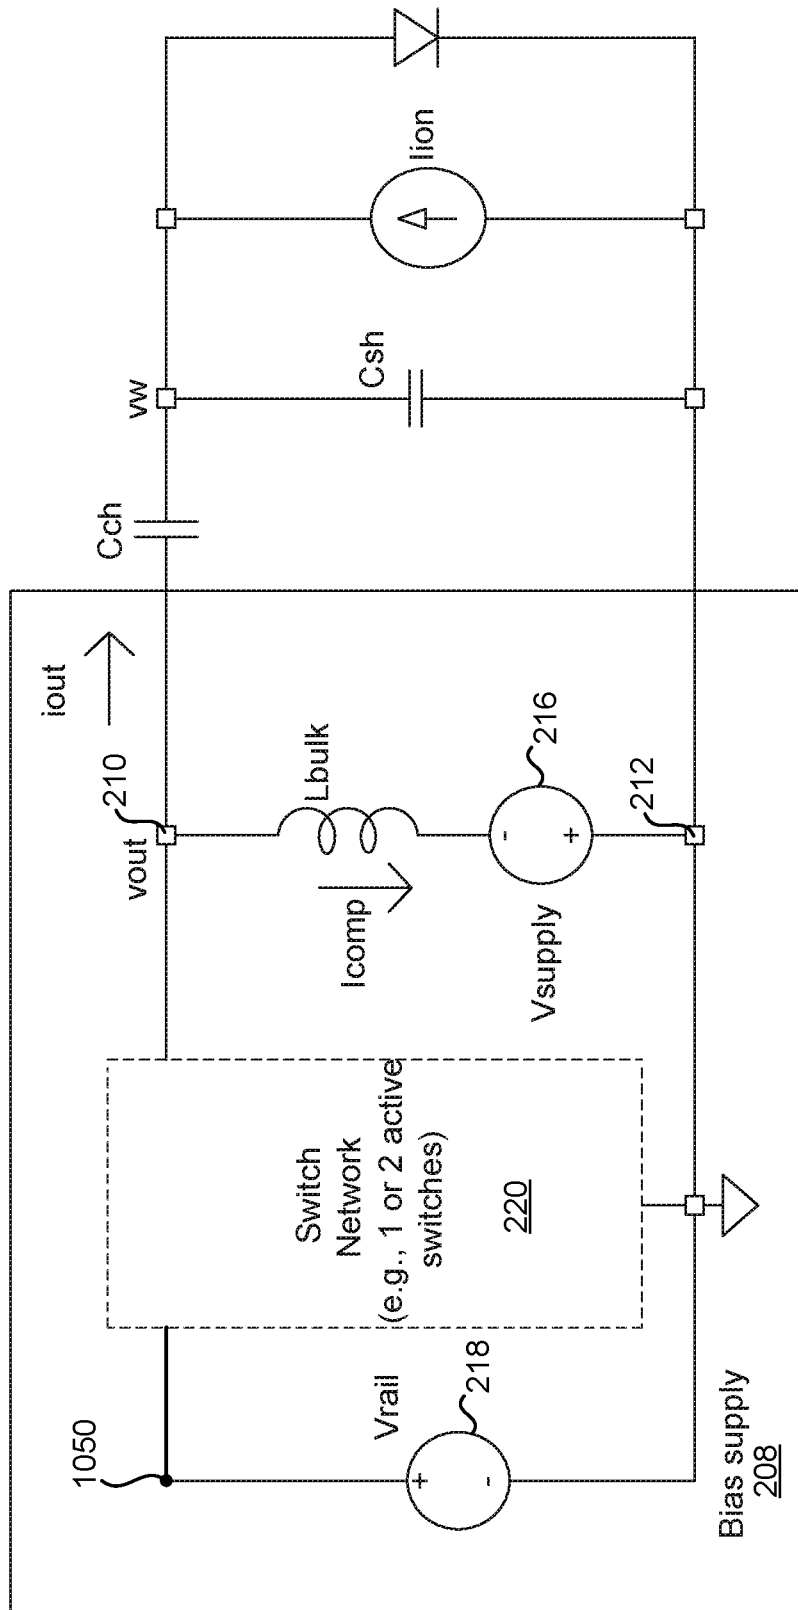 1050
Vrail
+
-
218
Bias supply
208
Switch
Network
(e.g., 1 or 2 active
switches)
220
iout
210
vout
Lbulk
Icomp
Vsupply
-
+
216
212
Cch
vw
Csh
Iion